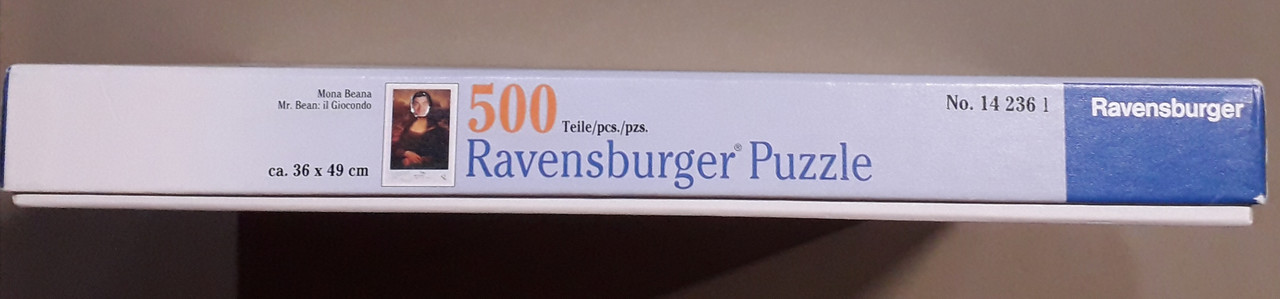 Mona Beana
Mr. Bean: il Giocondo
ca. 36 x 49 cm
500 Teile/pcs./pzs.
Ravensburger® Puzzle
No. 14 236 1
Ravensburger